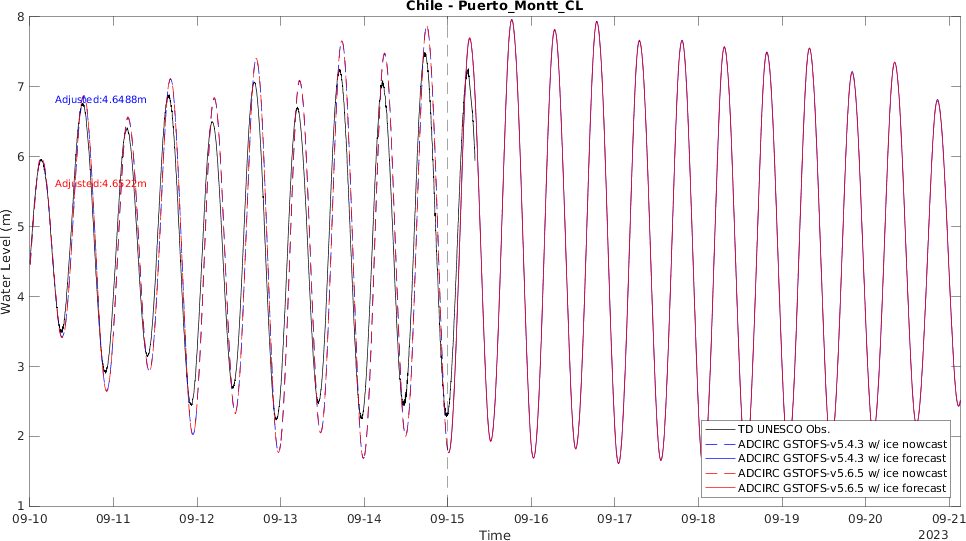 Chile - Puerto_Montt_CL
8
7
6
5
4
3
2
1
Water Level (m)
Adjusted:4.6488m
Adjusted:4.6522m
TD UNESCO Obs.
ADCIRC GSTOFS-v5.4.3 w/ ice nowcast
ADCIRC GSTOFS-v5.4.3 w/ ice forecast
ADCIRC GSTOFS-v5.6.5 w/ ice nowcast
ADCIRC GSTOFS-v5.6.5 w/ ice forecast
09-10 09-11 09-12 09-13 09-14 09-15 09-16 09-17 09-18 09-19 09-20 09-21
Time
2023